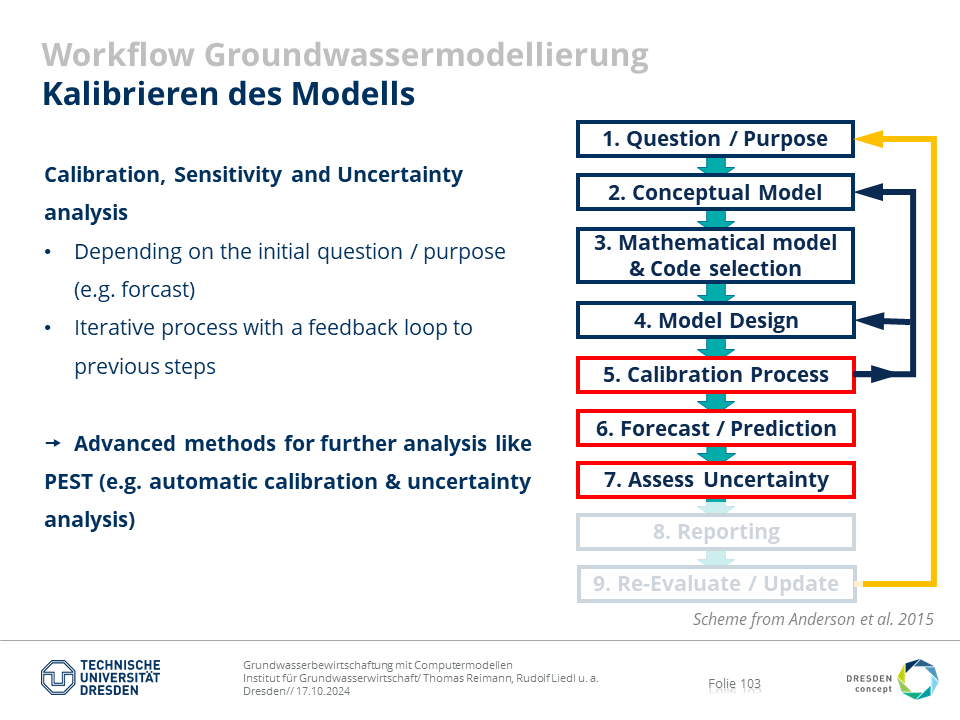 Workflow Groundwassermodellierung
Kalibrieren des Modells
Calibration, Sensitivity and Uncertainty
analysis
• Depending on the initial question / purpose
(e.g. forcast)
• Iterative process with a feedback loop to
previous steps
→ Advanced methods for further analysis like
PEST (e.g. automatic calibration & uncertainty
analysis)
1. Question / Purpose
2. Conceptual Model
3. Mathematical model
& Code selection
4. Model Design
5. Calibration Process
6. Forecast / Prediction
7. Assess Uncertainty
8. Reporting
9. Re-Evaluate / Update
Scheme from Anderson et al. 2015
TECHNISCHE
UNIVERSITÄT
DRESDEN
Grundwasserbewirtschaftung mit Computermodellen
Institut für Grundwasserwirtschaft/ Thomas Reimann, Rudolf Liedl u. a.
Dresden// 17.10.2024
Folie 103
DRESDEN
concept